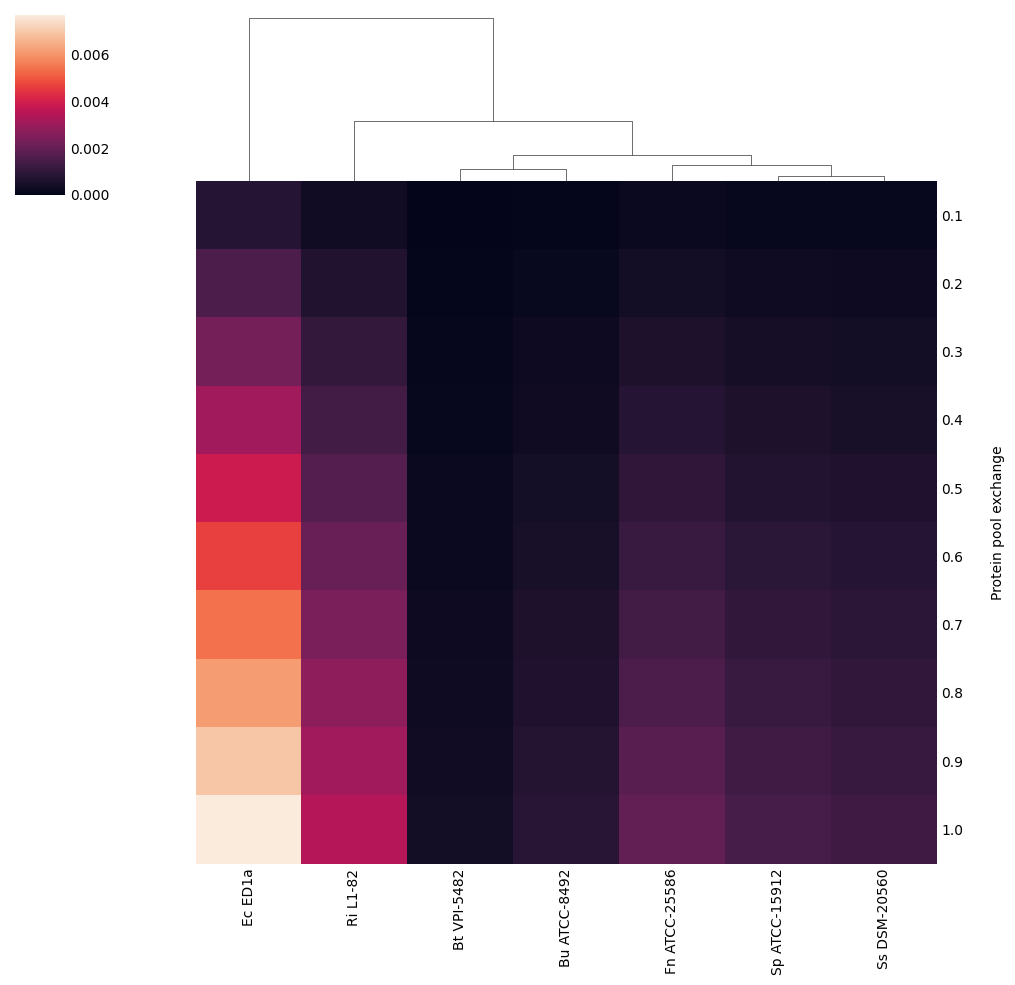 0.006
0.004
0.002
0.000
0.1
0.2
0.3
0.4
0.5
0.6
0.7
0.8
0.9
1.0
Protein pool exchange
Ec ED1a
Ri L1-82
Bt VPI-5482
Bu ATCC-8492
Fn ATCC-25586
Sp ATCC-15912
Ss DSM-20560